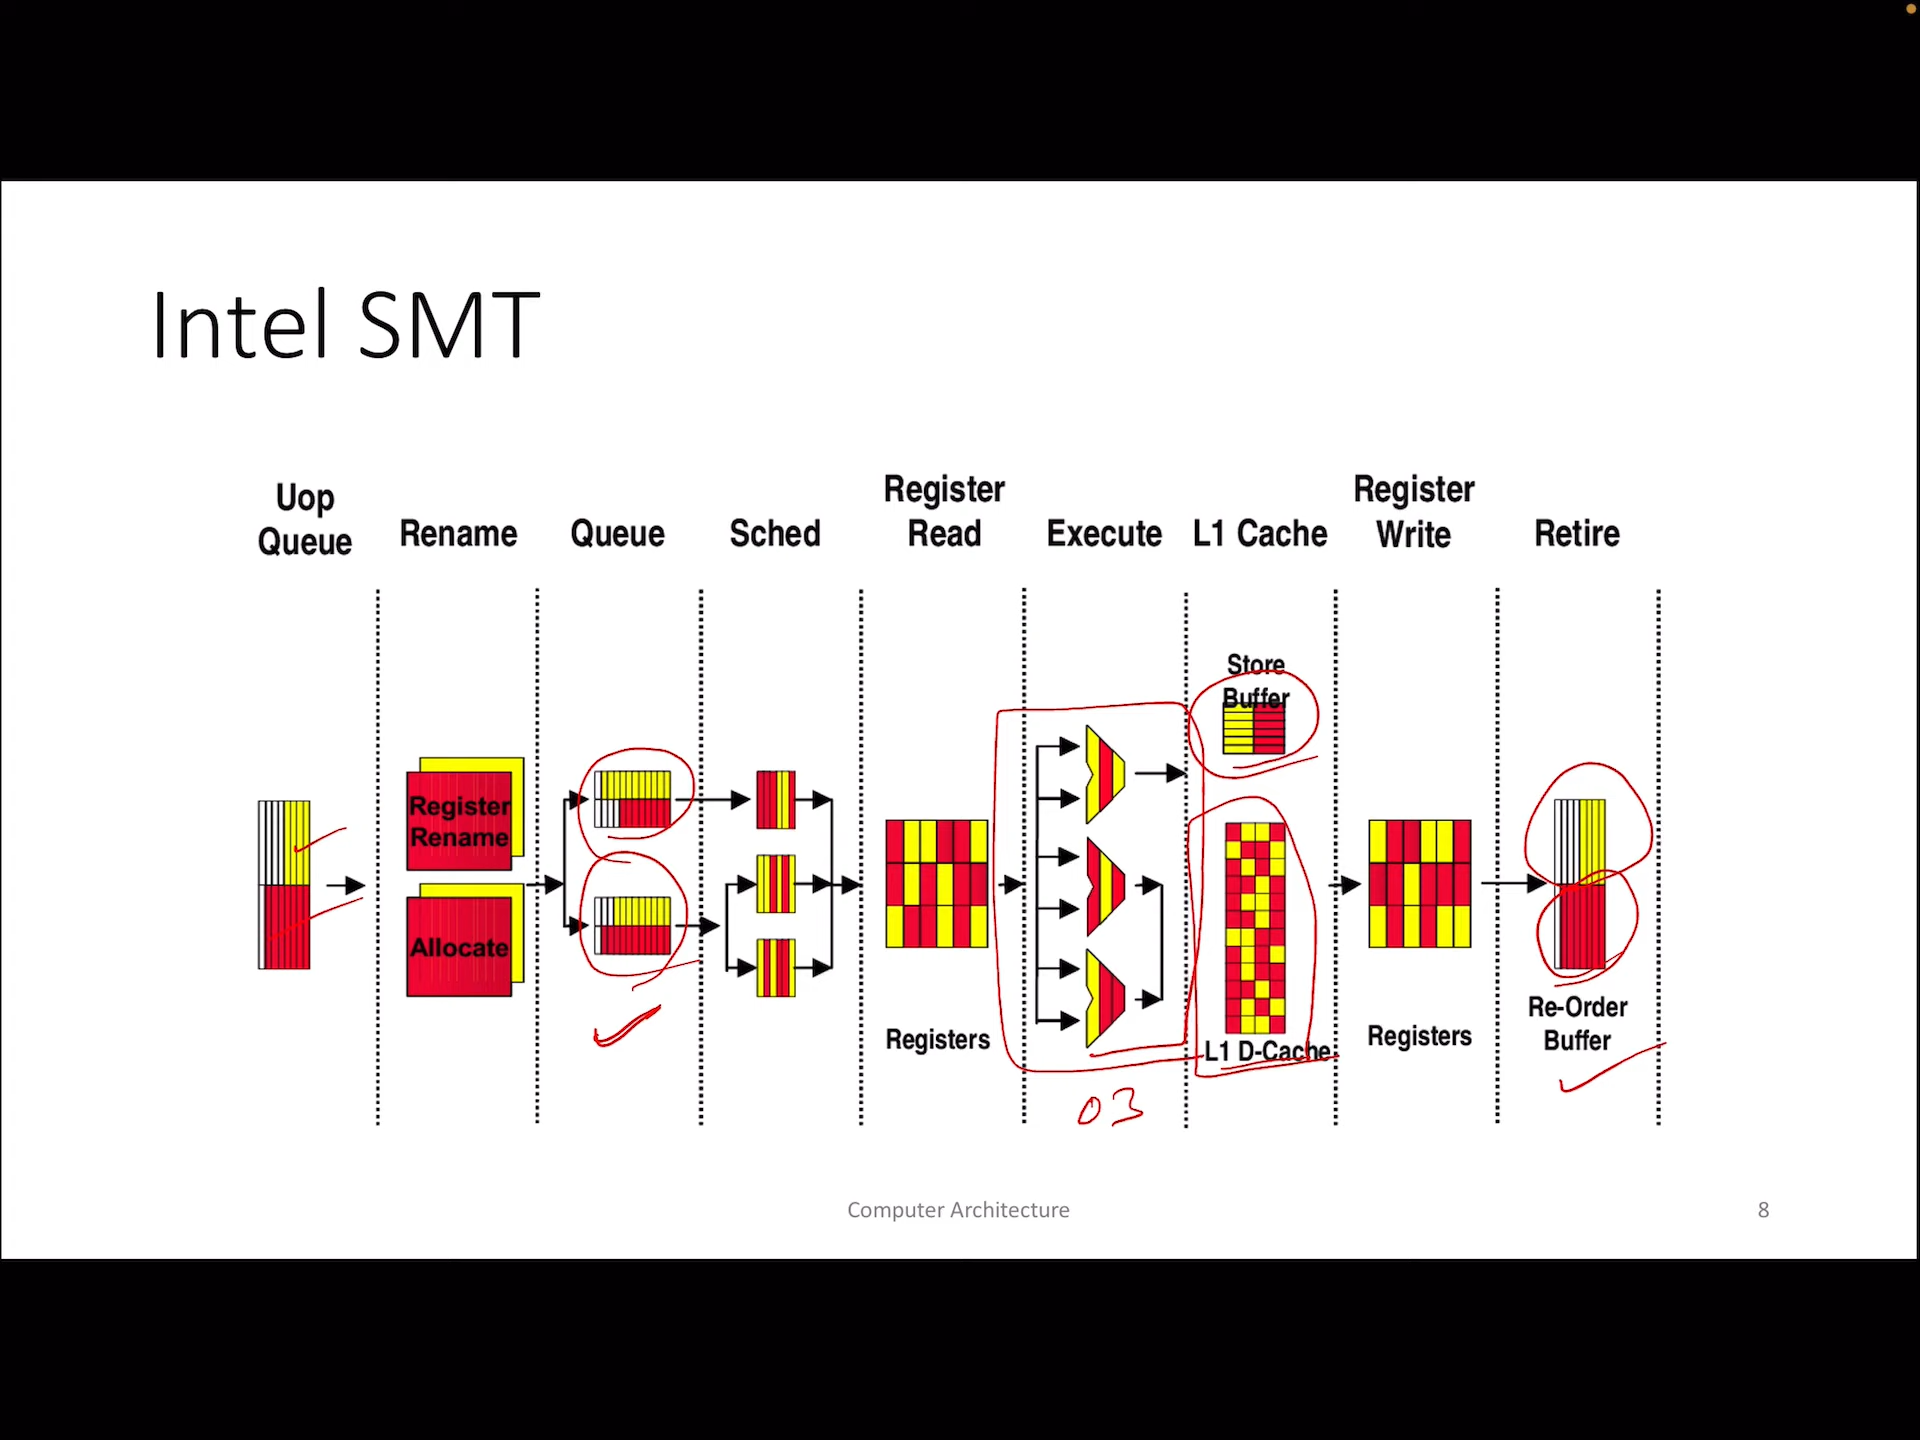 Intel SMT
Uop
Queue
Rename
Queue
Sched
Register
Read
Execute
L1 Cache
Register
Write
Retire
Store
Buffer
Register
Rename
Allocate
Registers
L1 D-Cache
Registers
Re-Order
Buffer
03
Computer Architecture
8